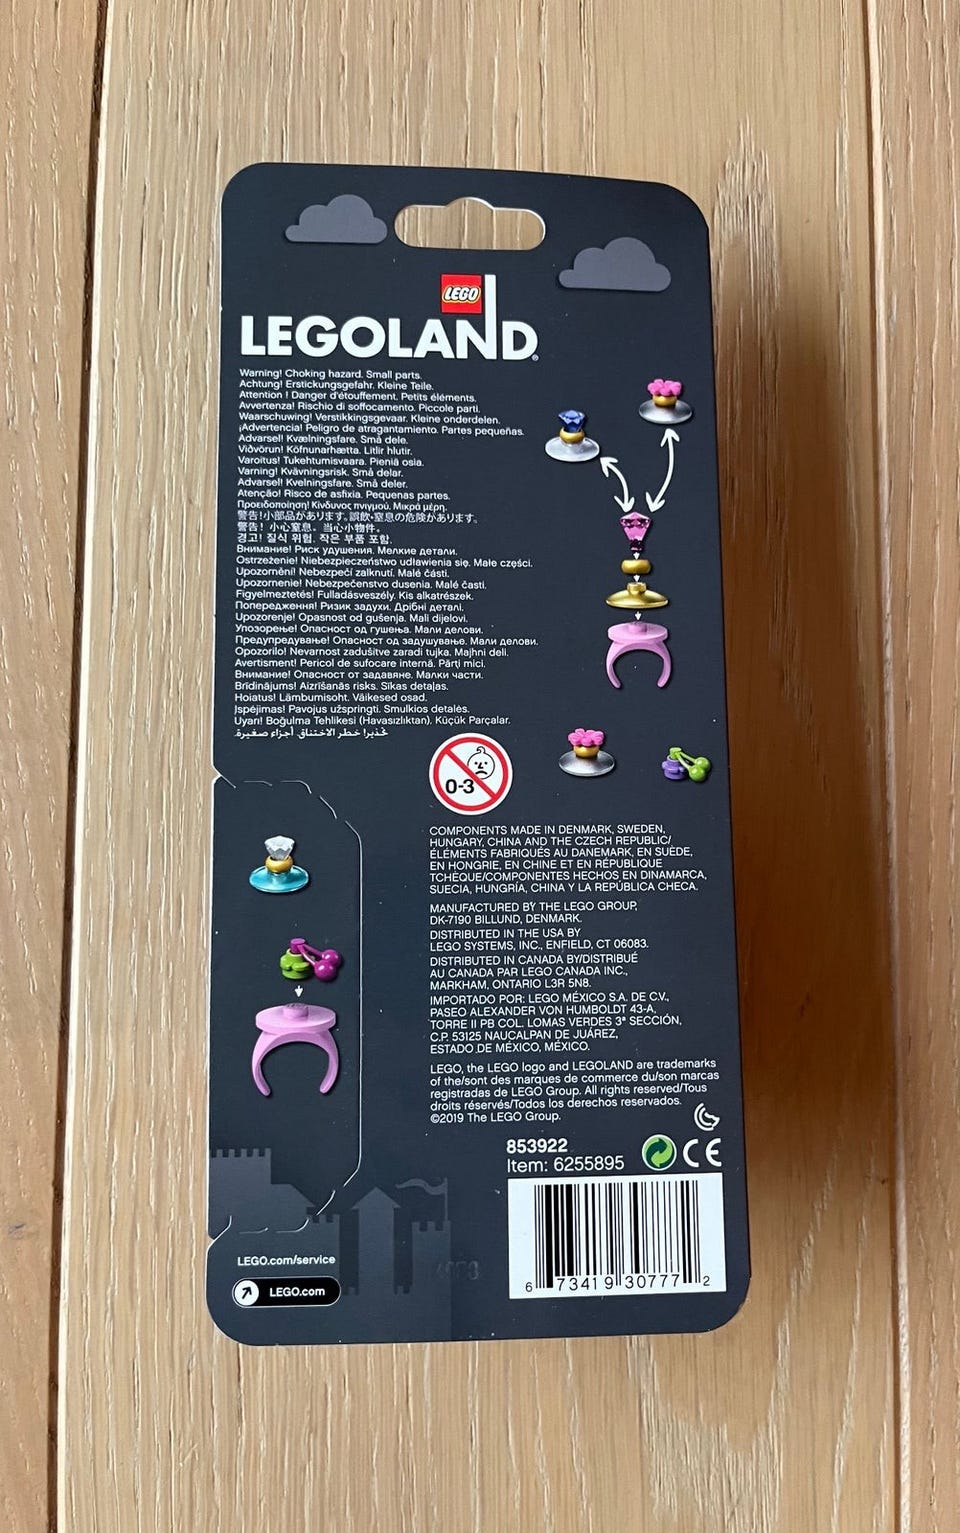 LEGO
LEGOLAND®
Warning! Choking hazard. Small parts.
Achtung! Erstickungsgefahr. Kleine Teile.
Attention ! Danger d'étouffement. Petits éléments.
Avvertenza! Rischio di soffocamento. Piccole parti.
Waarschuwing! Verstikkingsgevaar. Kleine onderdelen.
¡Advertencia! Peligro de atragantamiento. Partes pequeñas.
Advarsel! Kvælningsfare. Små dele.
Viðvörun! Köfnunarhætta. Litlir hlutir.
Varoitus! Tukehtumisvaara. Pieniä osia.
Varning! Kvävningsrisk. Små delar.
Advarsel! Kvelningsfare. Små deler.
Atenção! Risco de asfixia. Pequenas partes.
Προειδοποίηση! Κίνδυνος πνιγμού. Μικρά μέρη.
警告!小部品があります。誤飲・窒息の危険があります。
警告！小心窒息。当心小物件。
경고! 질식 위험. 작은 부품 포함.
Внимание! Риск удушения. Мелкие детали.
Ostrzeżenie! Niebezpieczeństwo udławienia się. Małe części.
Upozornění! Nebezpečí zalknutí. Malé části.
Upozornenie! Nebezpečenstvo dusenia. Malé časti.
Figyelmeztetés! Fulladásveszély. Kis alkatrészek.
Попередження! Ризик задухи. Дрібні деталі.
Upozorenje! Opasnost od gušenja. Mali dijelovi.
Упозорење! Опасност од гушења. Мали делови.
Предупредување! Опасност од задушување. Мали делови.
Opozorilo! Nevarnost zadušitve zaradi tujka. Majhni deli.
Avertisment! Pericol de sufocare internă. Părți mici.
Внимание! Опасност от задавяне. Малки части.
Brīdinājums! Aizrīšanās risks. Sīkas detaļas.
Hoiatus! Lämbumisoht. Väikesed osad.
Įspėjimas! Pavojus užspringti. Smulkios detalės.
Uyarı! Boğulma Tehlikesi (Havasızlıktan). Küçük Parçalar.
تحذير! خطر الاختناق. أجزاء صغيرة.
0-3
COMPONENTS MADE IN DENMARK, SWEDEN,
HUNGARY, CHINA AND THE CZECH REPUBLIC/
ÉLÉMENTS FABRIQUÉS AU DANEMARK, EN SUÈDE,
EN HONGRIE, EN CHINE ET EN RÉPUBLIQUE
TCHÈQUE/COMPONENTES HECHOS EN DINAMARCA,
SUECIA, HUNGRÍA, CHINA Y LA REPÚBLICA CHECA.
MANUFACTURED BY THE LEGO GROUP,
DK-7190 BILLUND, DENMARK.
DISTRIBUTED IN THE USA BY
LEGO SYSTEMS, INC., ENFIELD, CT 06083.
DISTRIBUTED IN CANADA BY/DISTRIBUÉ
AU CANADA PAR LEGO CANADA INC.,
MARKHAM, ONTARIO L3R 5N8.
IMPORTADO POR: LEGO MÉXICO S.A. DE C.V.,
PASEO ALEXANDER VON HUMBOLDT 43-A,
TORRE II PB COL. LOMAS VERDES 3ª SECCIÓN,
C.P. 53125 NAUCALPAN DE JUÁREZ,
ESTADO DE MÉXICO, MÉXICO.
LEGO, the LEGO logo and LEGOLAND are trademarks
of the/sont des marques de commerce du/son marcas
registradas de LEGO Group. All rights reserved/Tous
droits réservés/Todos los derechos reservados.
©2019 The LEGO Group.
853922
Item: 6255895
CE
6 73419 30777 2
LEGO.com/service
LEGO.com